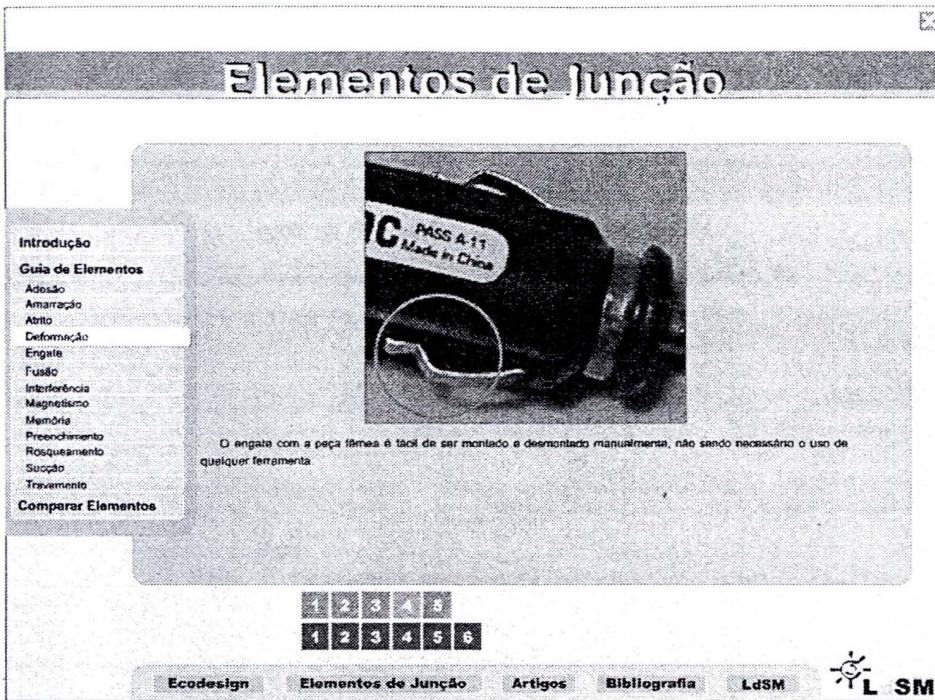 Elementos de Junção
C PASS A-11
Made in China
Introdução
Guia de Elementos
Adesão
Amarração
Atrito
Deformação
Engate
Fusão
Interferência
Magnetismo
Memória
Preenchimento
Rosqueamento
Sucção
Travamento
Comparar Elementos
O engate com a peça fêmea é fácil de ser montado e desmontado manualmente, não sendo necessário o uso de
quelquer ferramenta.
1 2 3 4 5
1 2 3 4 5 6
Ecodesign Elementos de Junção Artigos Bibliografia LdSM
L SM